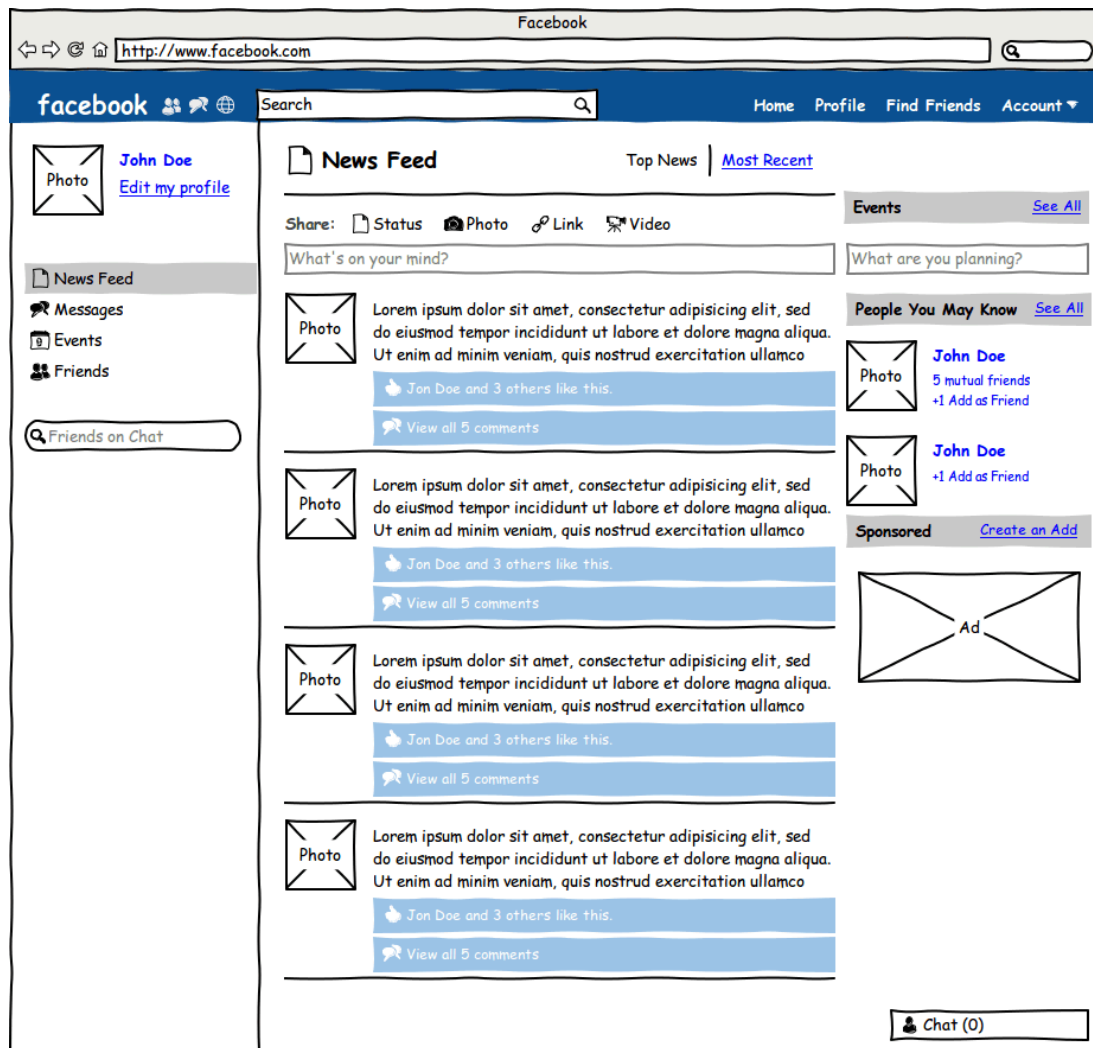 Facebook
http://www.facebook.com
facebook
Search
Home Profile Find Friends Account
Photo
John Doe
Edit my profile
News Feed
Messages
9 Events
Friends
Friends on Chat
News Feed
Top News Most Recent
Share: Status Photo Link Video
What's on your mind?
Photo
Lorem ipsum dolor sit amet, consectetur adipisicing elit, sed
do eiusmod tempor incididunt ut labore et dolore magna aliqua.
Ut enim ad minim veniam, quis nostrud exercitation ullamco
Jon Doe and 3 others like this.
View all 5 comments
Photo
Lorem ipsum dolor sit amet, consectetur adipisicing elit, sed
do eiusmod tempor incididunt ut labore et dolore magna aliqua.
Ut enim ad minim veniam, quis nostrud exercitation ullamco
Jon Doe and 3 others like this.
View all 5 comments
Photo
Lorem ipsum dolor sit amet, consectetur adipisicing elit, sed
do eiusmod tempor incididunt ut labore et dolore magna aliqua.
Ut enim ad minim veniam, quis nostrud exercitation ullamco
Jon Doe and 3 others like this.
View all 5 comments
Photo
Lorem ipsum dolor sit amet, consectetur adipisicing elit, sed
do eiusmod tempor incididunt ut labore et dolore magna aliqua.
Ut enim ad minim veniam, quis nostrud exercitation ullamco
Jon Doe and 3 others like this.
View all 5 comments
Events See All
What are you planning?
People You May Know See All
Photo
John Doe
5 mutual friends
+1 Add as Friend
Photo
John Doe
+1 Add as Friend
Sponsored Create an Add
Ad
Chat (0)